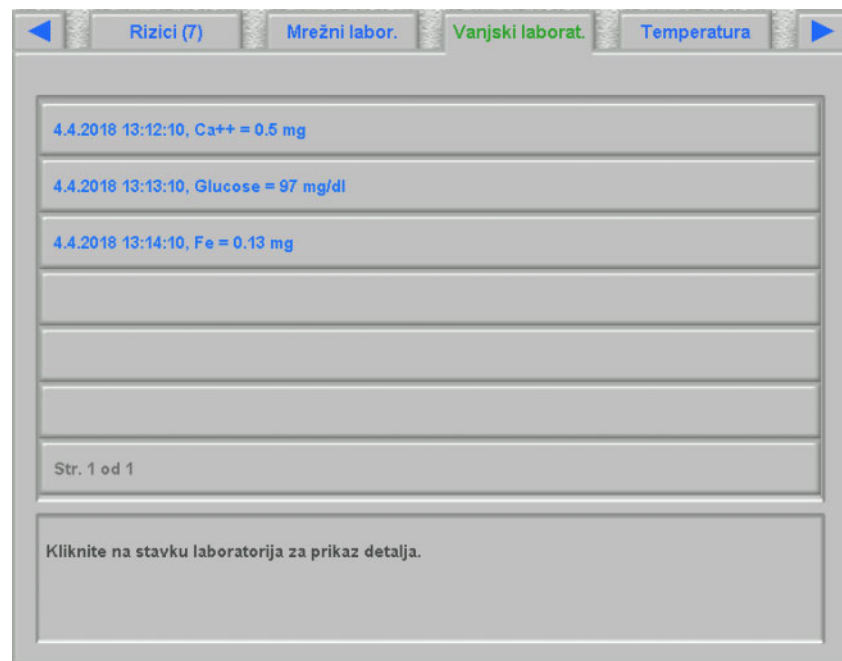 Rizici (7) Mrežni labor. Vanjski laborat. Temperatura
4.4.2018 13:12:10, Ca++ = 0.5 mg
4.4.2018 13:13:10, Glucose = 97 mg/dl
4.4.2018 13:14:10, Fe = 0.13 mg
Str. 1 od 1
Kliknite na stavku laboratorija za prikaz detalja.